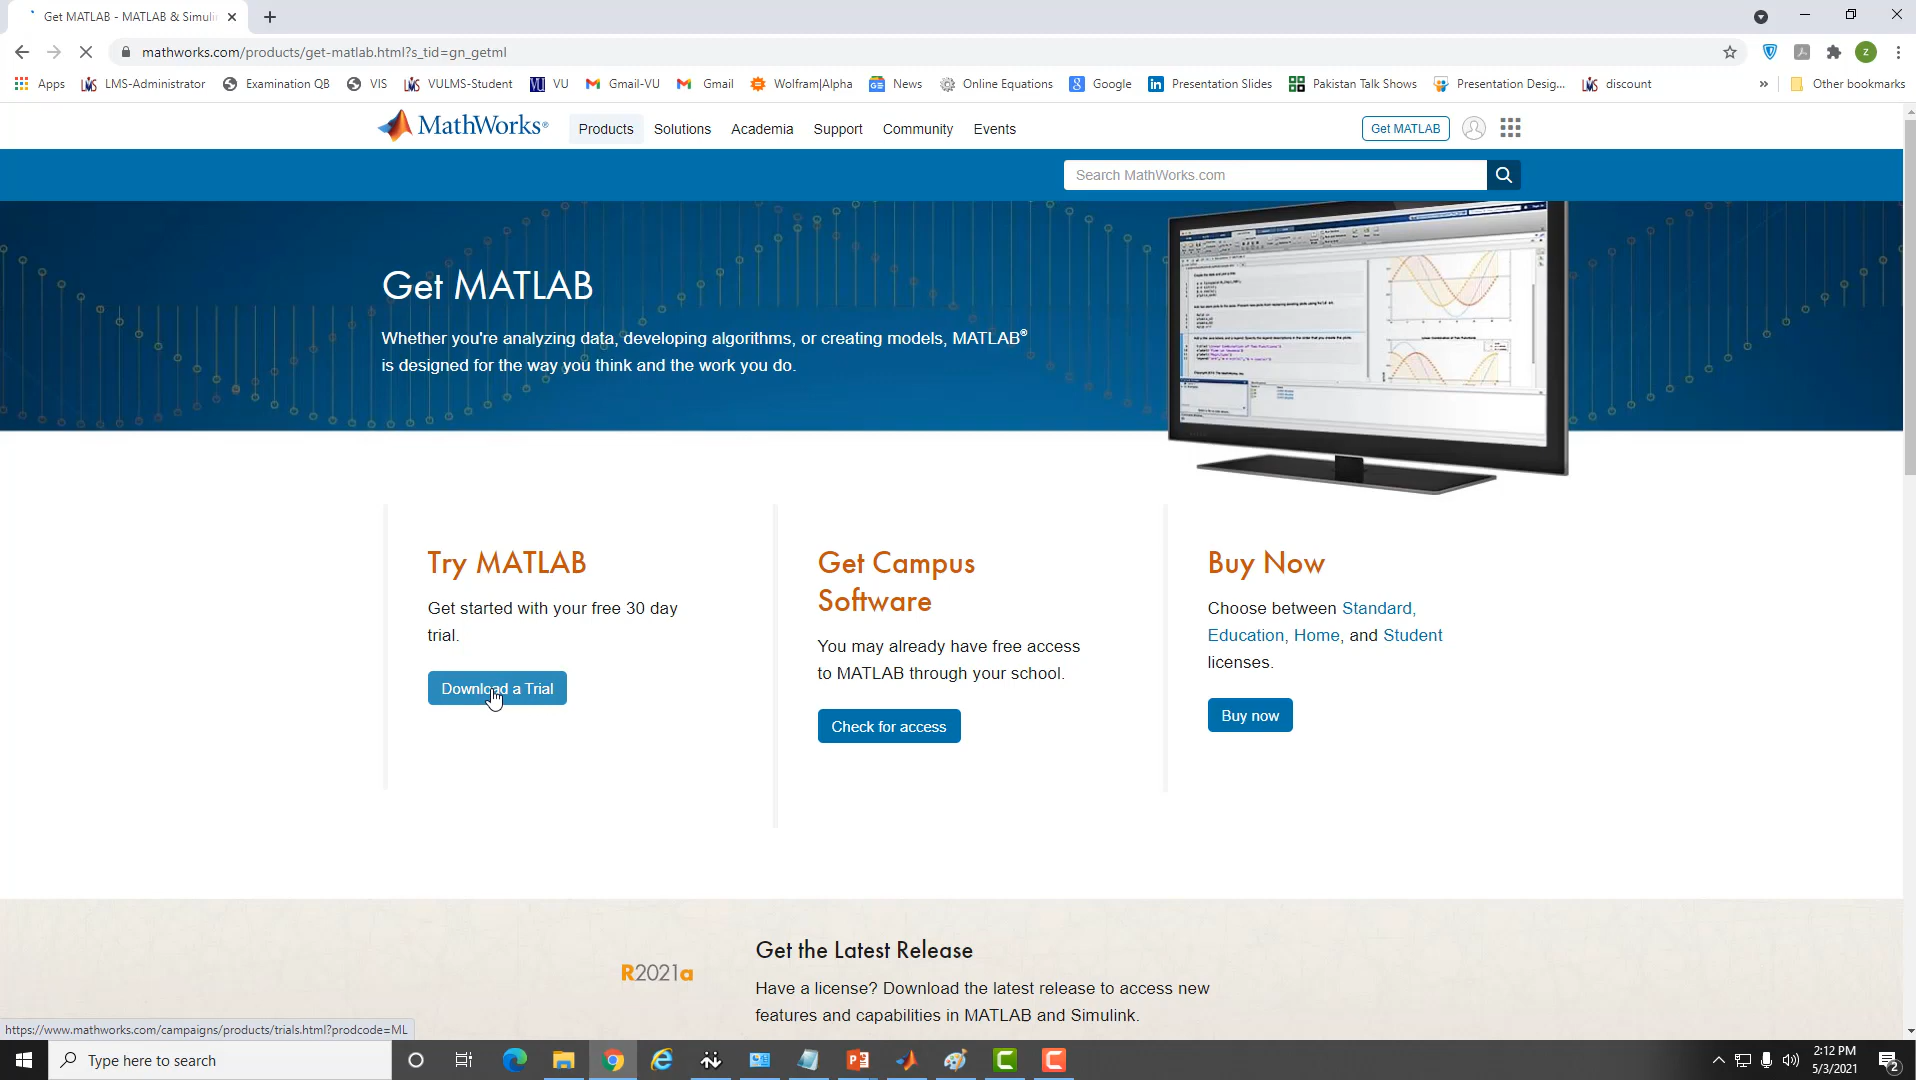 Get MATLAB - MATLAB & Simulin
mathworks.com/products/get-matlab.html?s_tid=gn_getml
Apps LMS-Administrator Examination QB VIS VULMS-Student VU Gmail-VU Gmail Wolfram|Alpha News Online Equations Google Presentation Slides Pakistan Talk Shows Presentation Desig... discount » Other bookmarks
MathWorks® Products Solutions Academia Support Community Events Get MATLAB
Search MathWorks.com
Get MATLAB
Whether you're analyzing data, developing algorithms, or creating models, MATLAB®
is designed for the way you think and the work you do.
Try MATLAB
Get started with your free 30 day
trial.
Download a Trial
Get Campus
Software
You may already have free access
to MATLAB through your school.
Check for access
Buy Now
Choose between Standard,
Education, Home, and Student
licenses.
Buy now
R2021a
Get the Latest Release
Have a license? Download the latest release to access new
features and capabilities in MATLAB and Simulink.
https://www.mathworks.com/campaigns/products/trials.html?prodcode=ML
Type here to search
2:12 PM
5/3/2021
2